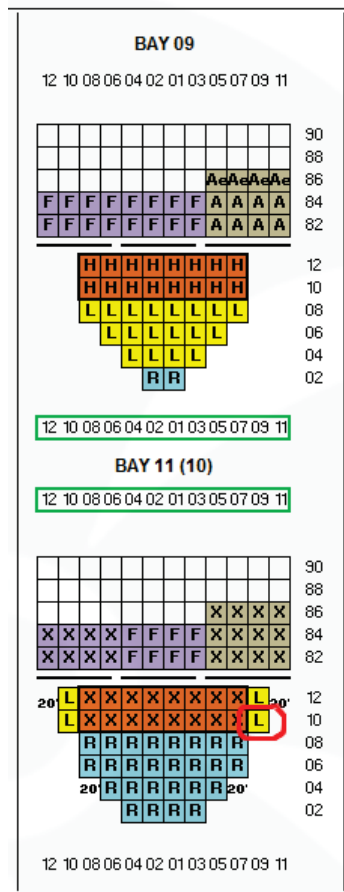 BAY 09
12 10 08 06 04 02 01 03 05 07 09 11
90
88
Ae Ae Ae Ae 86
F F F F F F F F A A A A 84
F F F F F F F F A A A A 82
H H H H H H H H 12
H H H H H H H H 10
L L L L L L L L 08
L L L L L L 06
L L L L 04
R R 02
12 10 08 06 04 02 01 03 05 07 09 11
BAY 11 (10)
12 10 08 06 04 02 01 03 05 07 09 11
90
88
X X X X 86
X X X X F F F F X X X X 84
X X X X F F F F X X X X 82
20' L X X X X X X X X L 20' 12
L X X X X X X X X L 10
R R R R R R R R 08
R R R R R R R R 06
20' R R R R R R 20' 04
R R R R 02
12 10 08 06 04 02 01 03 05 07 09 11